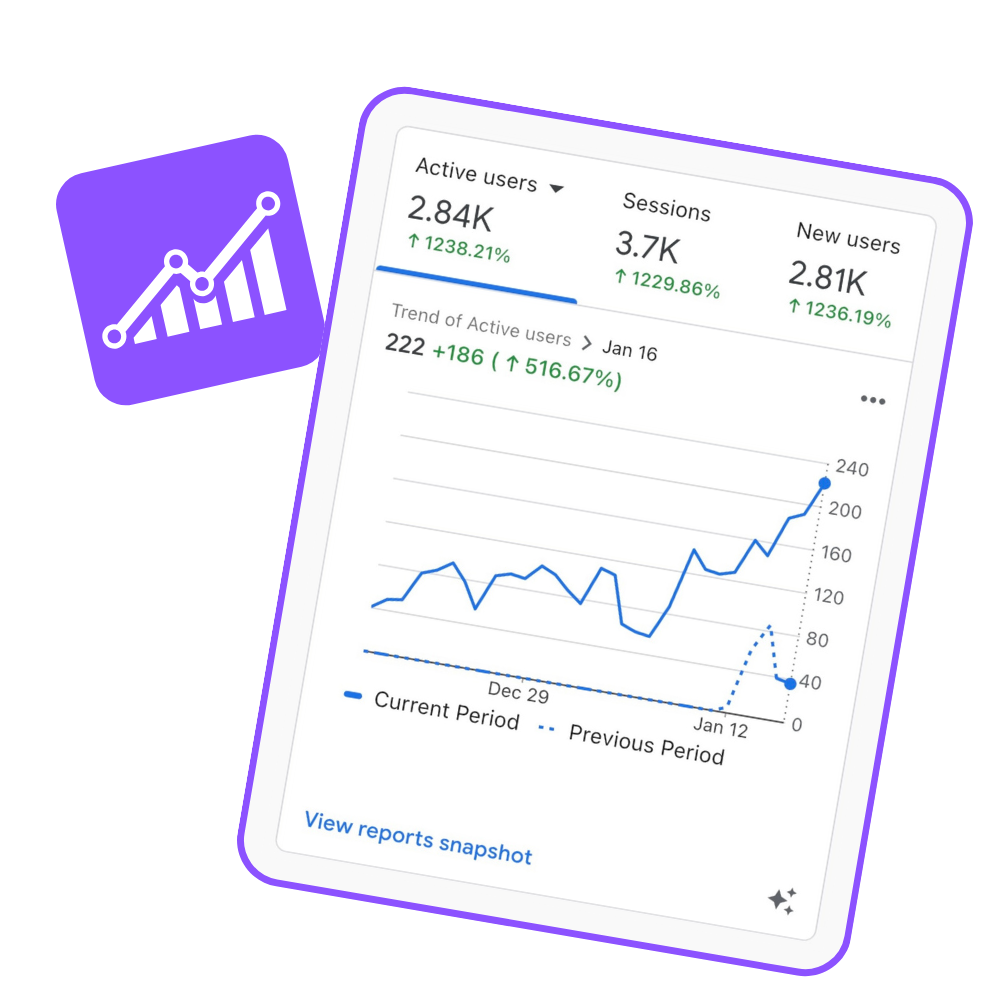 Active users
2.84K
↑ 1238.21%
Sessions
3.7K
↑ 1229.86%
New users
2.81K
↑ 1236.19%
Trend of Active users > Jan 16
222 +186 ( ↑ 516.67%)
240
200
160
120
80
40
0
Dec 29
Jan 12
Current Period
Previous Period
View reports snapshot